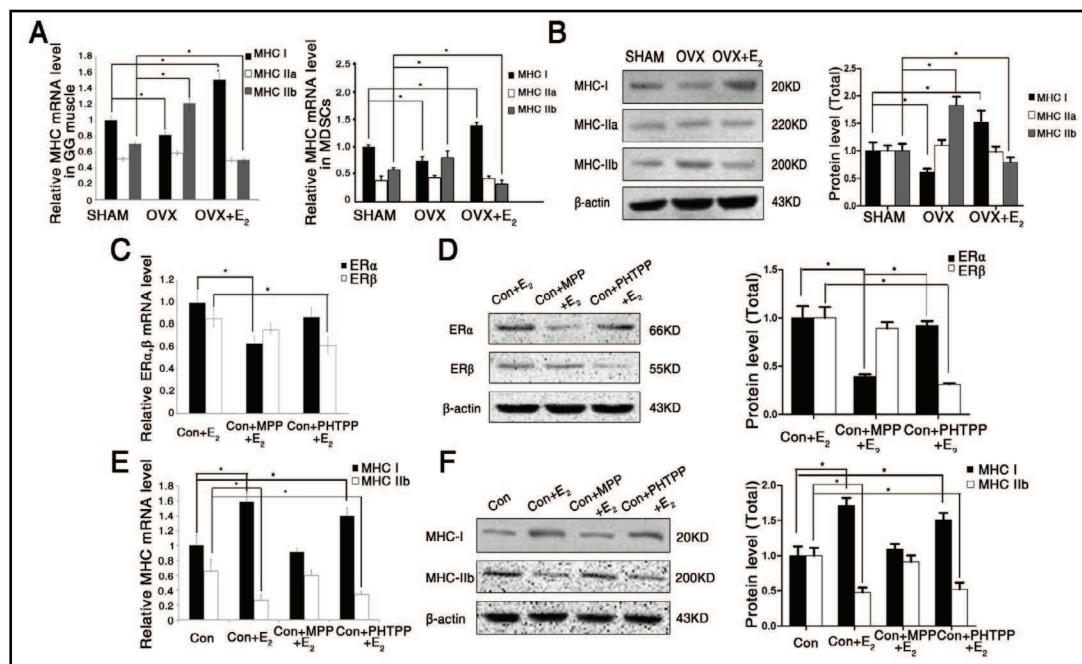 A
Relative MHC mRNA level
in GG muscle
1.8
1.6
1.4
1.2
1
0.8
0.6
0.4
0.2
0
* 
*
*
*
MHC I
MHC IIa
MHC IIb
SHAM OVX OVX+E2
Relative MHC mRNA level
in MDSCs
2.0
1.5
1.0
0.5
0
*
*
*
*
MHC I
MHC IIa
MHC IIb
SHAM OVX OVX+E2
B
SHAM OVX OVX+E2
MHC-I 20KD
MHC-IIa 220KD
MHC-IIb 200KD
β-actin 43KD
Protein level (Total)
2.5
2.0
1.5
1.0
0.5
0.0
*
*
*
*
MHC I
MHC IIa
MHC IIb
SHAM OVX OVX+E2
C
Relative ERα,β mRNA level
1.2
1
0.8
0.6
0.4
0.2
0
*
*
ERα
ERβ
Con+E2 Con+MPP
+E2
Con+PHTPP
+E2
D
Con+E2 Con+MPP
+E2
Con+PHTPP
+E2
ERα 66KD
ERβ 55KD
β-actin 43KD
Protein level (Total)
1.5
1.0
0.5
0.0
*
*
*
ERα
ERβ
Con+E2 Con+MPP
+E2
Con+PHTPP
+E2
E
Relative MHC mRNA level
1.8
1.6
1.4
1.2
1
0.8
0.6
0.4
0.2
0
*
*
*
*
MHC I
MHC IIb
Con Con+E2 Con+MPP
+E2
Con+PHTPP
+E2
F
Con Con+E2 Con+MPP
+E2
Con+PHTPP
+E2
MHC-I 20KD
MHC-IIb 200KD
β-actin 43KD
Protein level (Total)
2.0
1.5
1.0
0.5
0.0
*
*
*
*
MHC I
MHC IIb
Con Con+E2 Con+MPP
+E2
Con+PHTPP
+E2